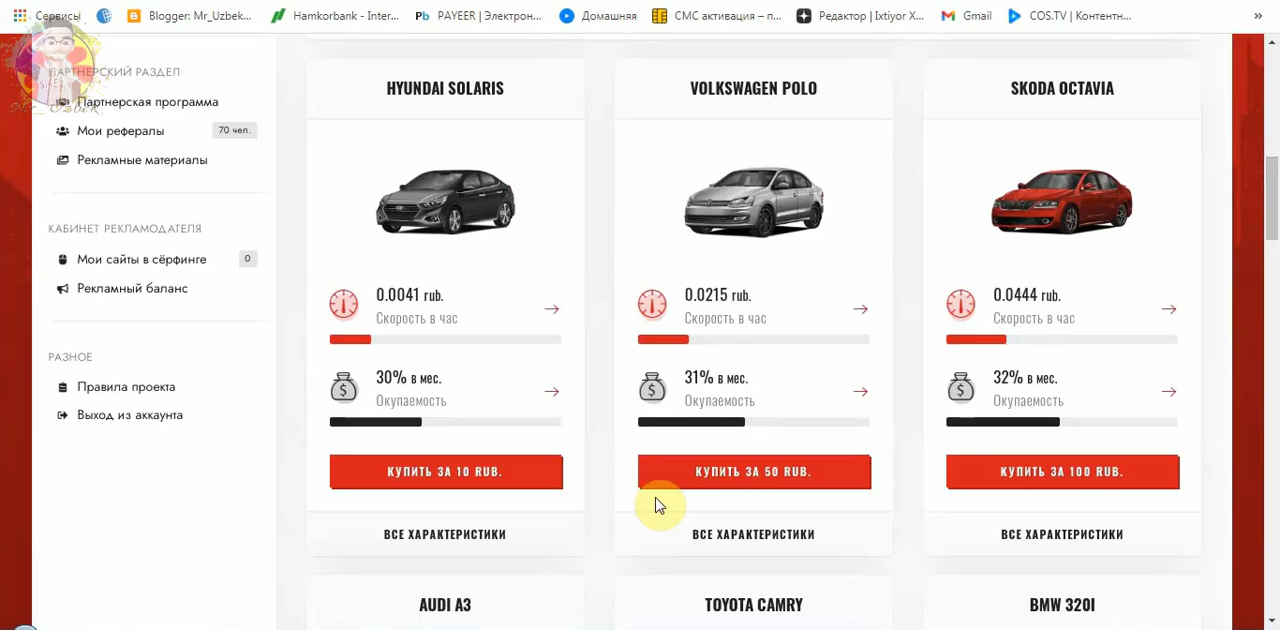 Сервисы Blogger: Mr_Uzbek... Hamkorbank - Inter... PAYEER | Электрон... Домашняя СМС активация – п... Редактор | Ixtiyor X... Gmail COS.TV | Контентн... »
ПАРТНЕРСКИЙ РАЗДЕЛ
Партнерская программа
Мои рефералы 70 чел.
Рекламные материалы
КАБИНЕТ РЕКЛАМОДАТЕЛЯ
Мои сайты в сёрфинге 0
Рекламный баланс
РАЗНОЕ
Правила проекта
Выход из аккаунта
HYUNDAI SOLARIS
0.0041 rub.
Скорость в час
30% в мес.
Окупаемость
КУПИТЬ ЗА 10 RUB.
ВСЕ ХАРАКТЕРИСТИКИ
VOLKSWAGEN POLO
0.0215 rub.
Скорость в час
31% в мес.
Окупаемость
КУПИТЬ ЗА 50 RUB.
ВСЕ ХАРАКТЕРИСТИКИ
SKODA OCTAVIA
0.0444 rub.
Скорость в час
32% в мес.
Окупаемость
КУПИТЬ ЗА 100 RUB.
ВСЕ ХАРАКТЕРИСТИКИ
AUDI A3
TOYOTA CAMRY
BMW 320I